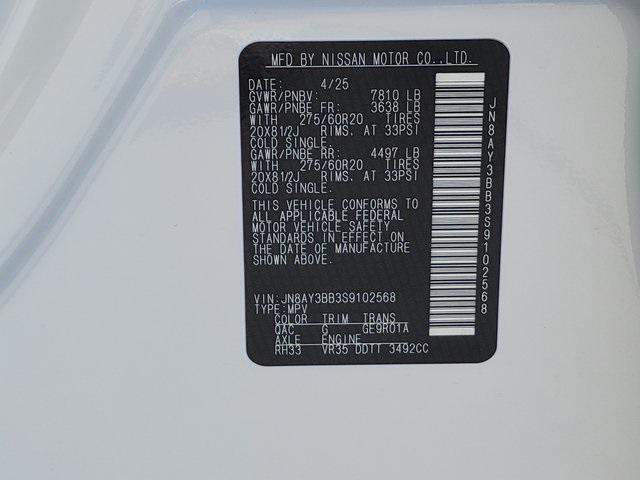 MFD BY NISSAN MOTOR CO.,LTD.
DATE: 4/25
GVWR/PNBV: 7810 LB
GAWR/PNBE FR: 3638 LB
WITH 275/60R20 TIRES
20X81/2J RIMS. AT 33PSI
COLD SINGLE.
GAWR/PNBE RR: 4497 LB
WITH 275/60R20 TIRES
20X81/2J RIMS. AT 33PSI
COLD SINGLE.
THIS VEHICLE CONFORMS TO
ALL APPLICABLE FEDERAL
MOTOR VEHICLE SAFETY
STANDARDS IN EFFECT ON
THE DATE OF MANUFACTURE
SHOWN ABOVE.
VIN:JN8AY3BB3S9102568
TYPE:MPV
COLOR TRIM TRANS
QAC G GE9R01A
AXLE ENGINE
RH33 VR35 DDTT 3492CC
JN8AY3BB3S9102568